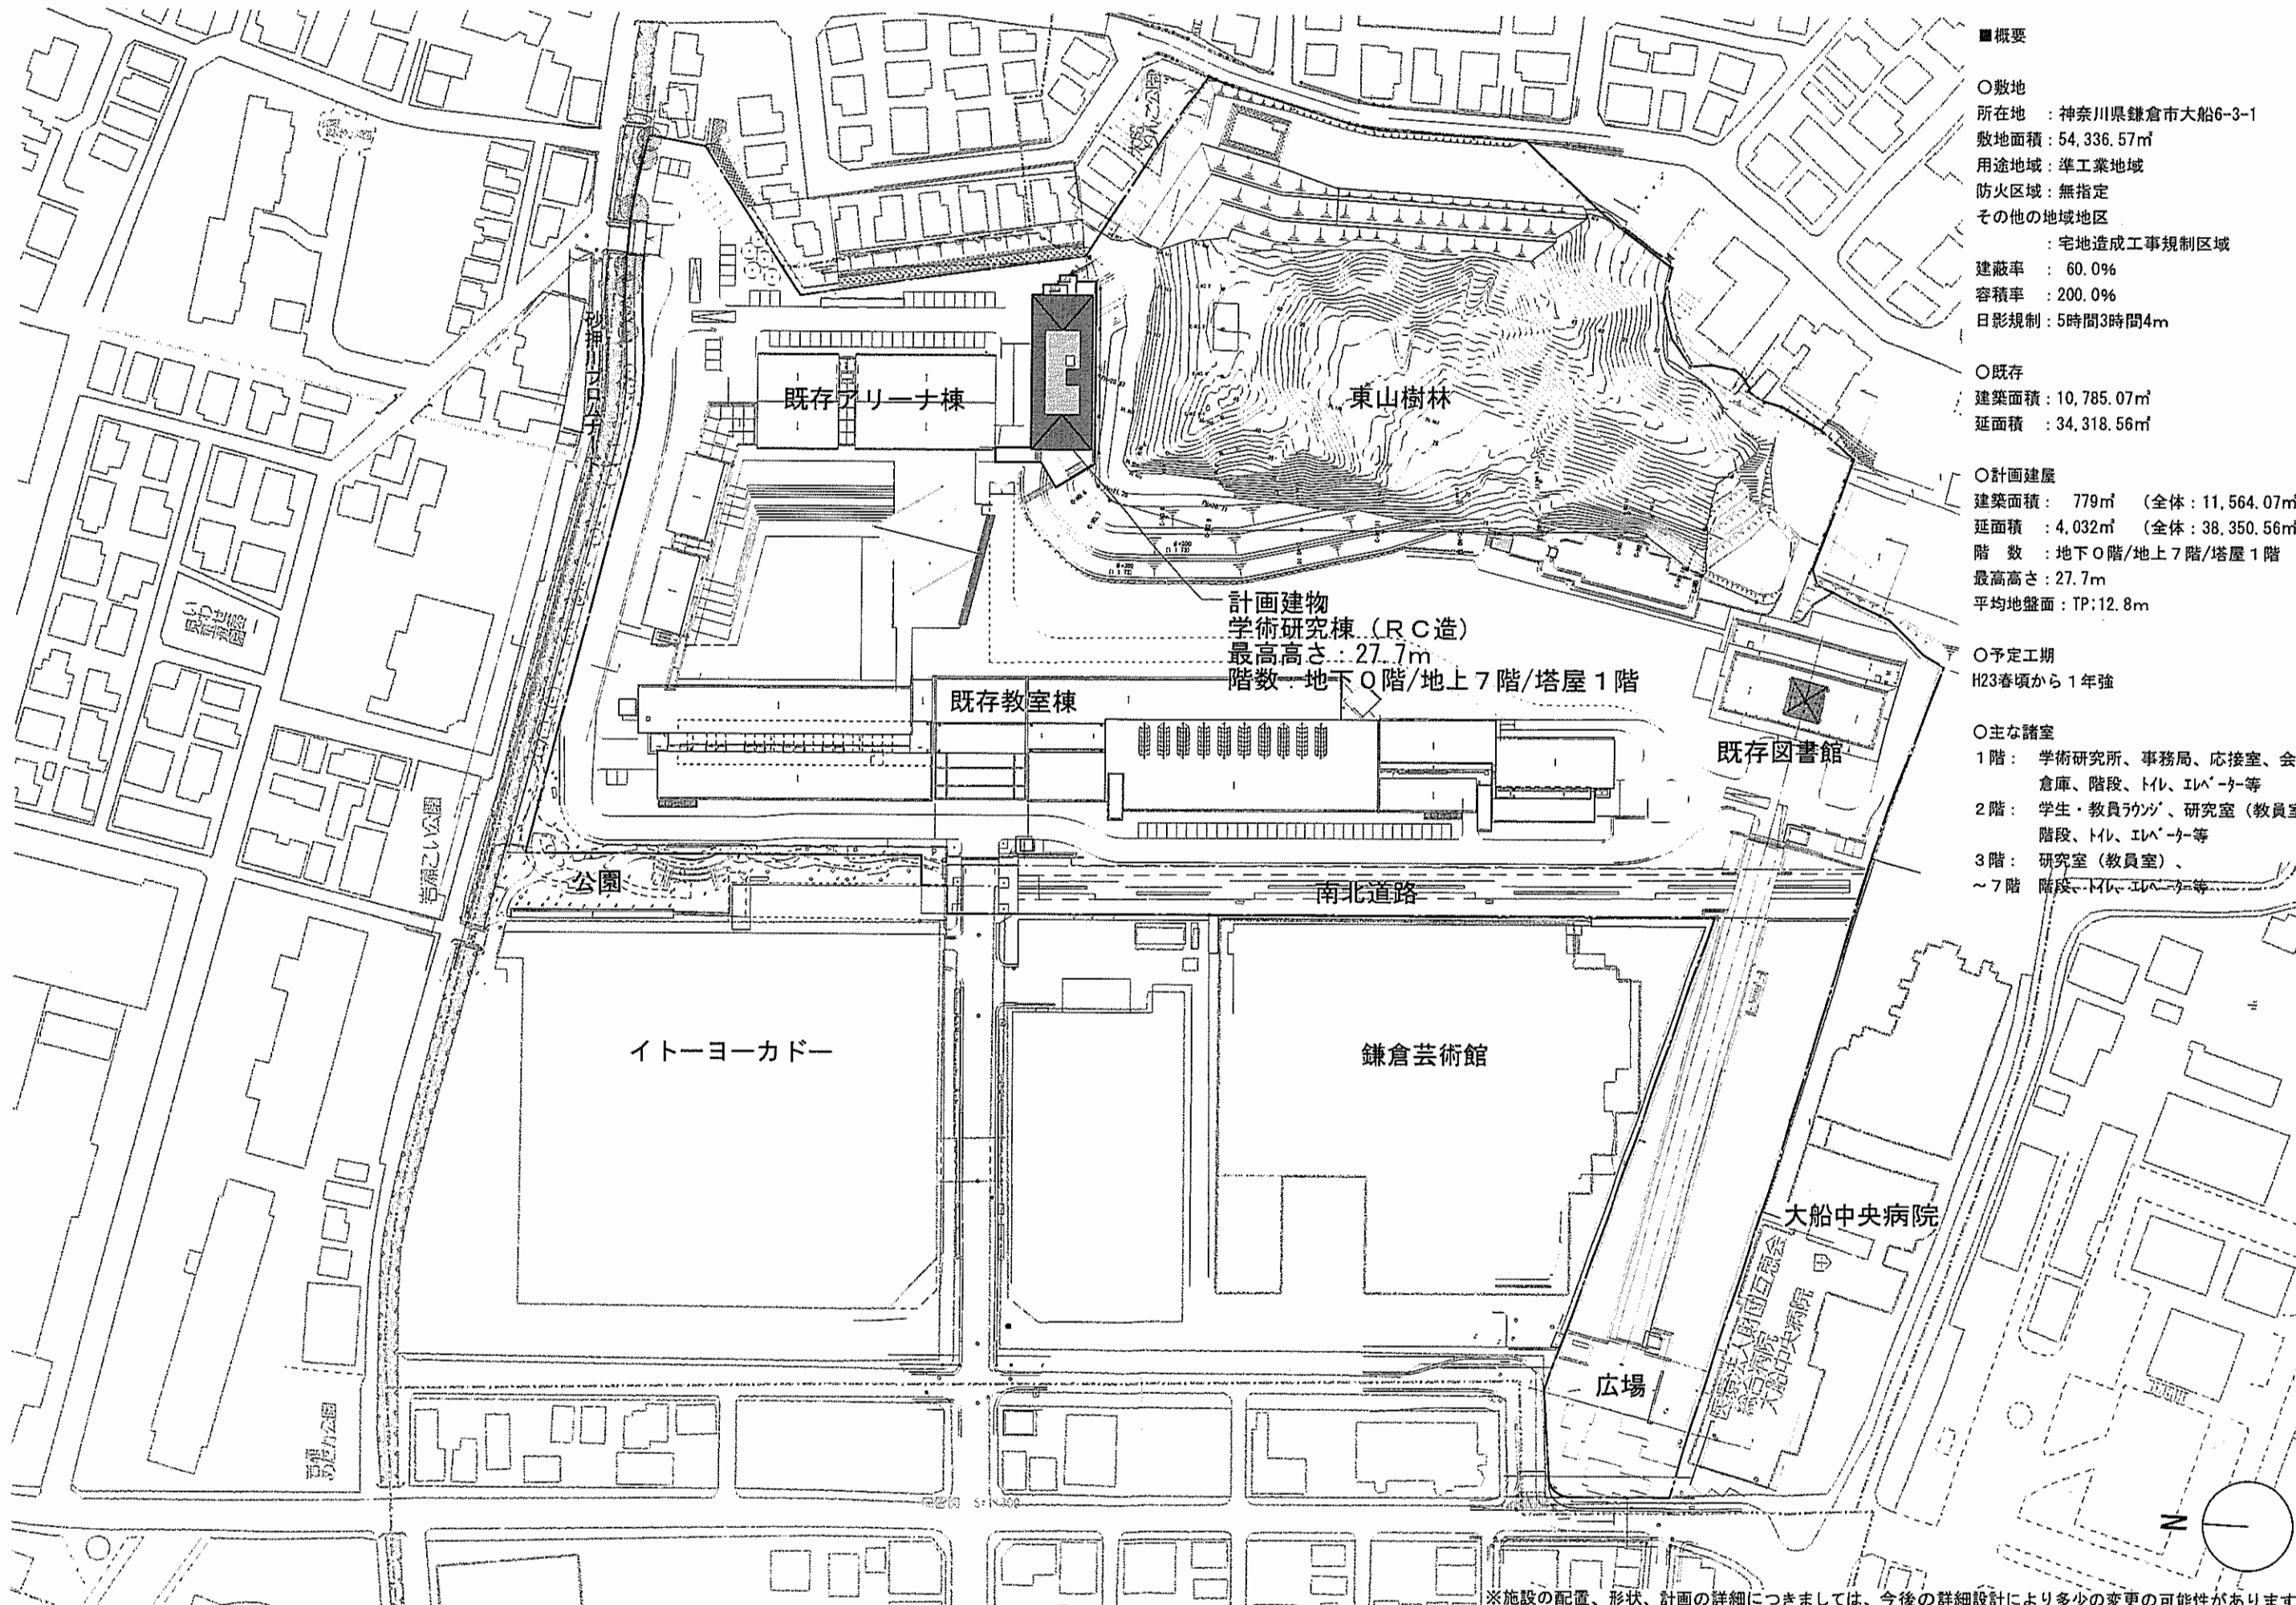 ■概要
○敷地
所在地　：神奈川県鎌倉市大船6-3-1
敷地面積：54,336.57㎡
用途地域：準工業地域
防火区域：無指定
その他の地域地区
：宅地造成工事規制区域
建蔽率　： 60.0%
容積率　：200.0%
日影規制：5時間3時間4m
○既存
建築面積：10,785.07㎡
延面積　：34,318.56㎡
○計画建屋
建築面積：　779㎡　（全体：11,564.07㎡
延面積　：4,032㎡　（全体：38,350.56㎡
階　数　：地下０階/地上７階/塔屋１階
最高高さ：27.7m
平均地盤面：TP:12.8m
○予定工期
H23春頃から１年強
○主な諸室
１階：　学術研究所、事務局、応接室、会
倉庫、階段、ﾄｲﾚ、ｴﾚﾍﾞｰﾀｰ等
２階：　学生・教員ﾗｳﾝｼﾞ、研究室（教員室
階段、ﾄｲﾚ、ｴﾚﾍﾞｰﾀｰ等
３階：　研究室（教員室）、
～７階　階段、ﾄｲﾚ、ｴﾚﾍﾞｰﾀｰ等
砂押プロムナード
既存アリーナ棟
東山樹林
計画建物
学術研究棟（ＲＣ造）
最高高さ：27.7m
階数：地下０階/地上７階/塔屋１階
既存教室棟
既存図書館
公園
南北道路
イトーヨーカドー
鎌倉芸術館
大船中央病院
大船中央病院
広場
N
※施設の配置、形状、計画の詳細につきましては、今後の詳細設計により多少の変更の可能性があります